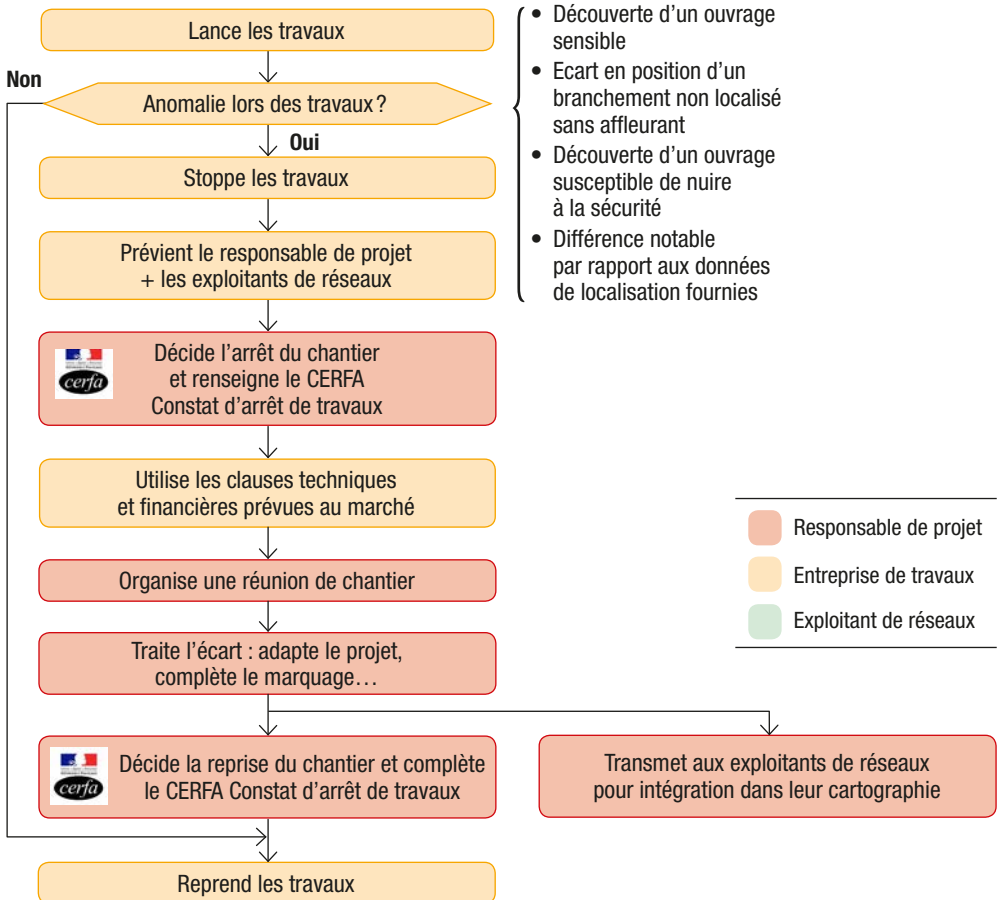 Lance les travaux
Non
Anomalie lors des travaux ?
Oui
• Découverte d'un ouvrage
sensible
• Ecart en position d'un
branchement non localisé
sans affleurant
• Découverte d'un ouvrage
susceptible de nuire
à la sécurité
• Différence notable
par rapport aux données
de localisation fournies
Stoppe les travaux
Prévient le responsable de projet
+ les exploitants de réseaux
cerfa
Décide l'arrêt du chantier
et renseigne le CERFA
Constat d'arrêt de travaux
Utilise les clauses techniques
et financières prévues au marché
Organise une réunion de chantier
Traite l'écart : adapte le projet,
complète le marquage…
Responsable de projet
Entreprise de travaux
Exploitant de réseaux
cerfa
Décide la reprise du chantier et complète
le CERFA Constat d'arrêt de travaux
Transmet aux exploitants de réseaux
pour intégration dans leur cartographie
Reprend les travaux